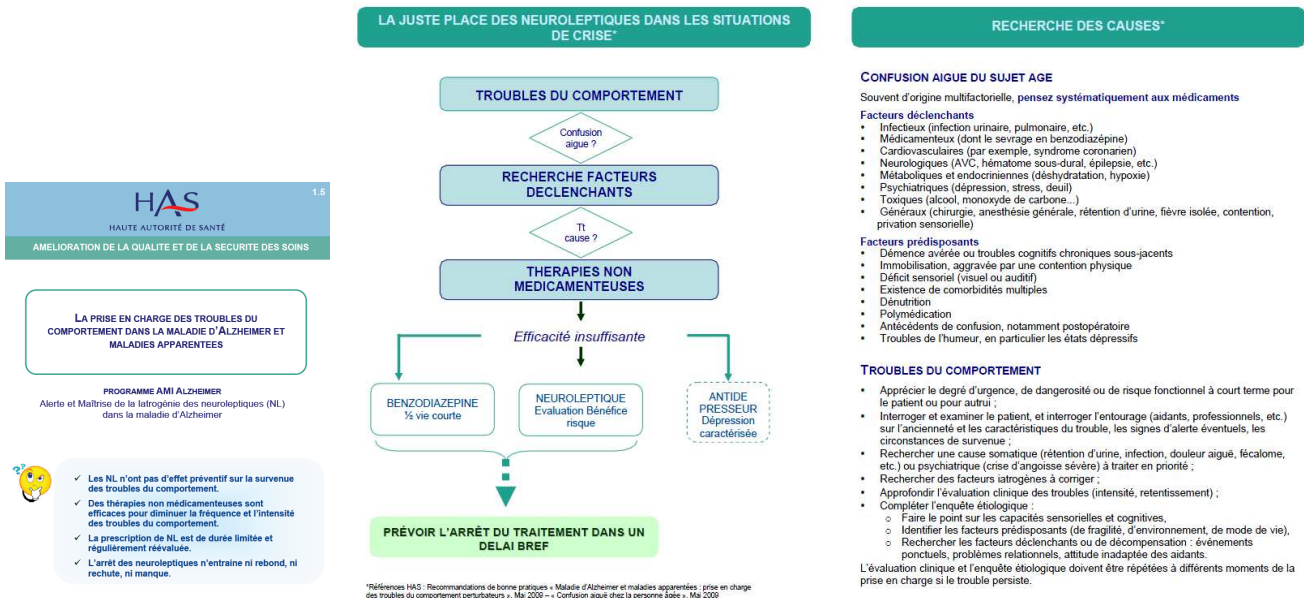 HAS
1.5
HAUTE AUTORITÉ DE SANTÉ
AMELIORATION DE LA QUALITE ET DE LA SECURITE DES SOINS
LA PRISE EN CHARGE DES TROUBLES DU
COMPORTEMENT DANS LA MALADIE D'ALZHEIMER ET
MALADIES APPARENTEES
PROGRAMME AMI ALZHEIMER
Alerte et Maîtrise de la Iatrogénie des neuroleptiques (NL)
dans la maladie d'Alzheimer
??
✓ Les NL n'ont pas d'effet préventif sur la survenue
des troubles du comportement.
✓ Des thérapies non médicamenteuses sont
efficaces pour diminuer la fréquence et l'intensité
des troubles du comportement.
✓ La prescription de NL est de durée limitée et
régulièrement réévaluée.
✓ L'arrêt des neuroleptiques n'entraine ni rebond, ni
rechute, ni manque.
LA JUSTE PLACE DES NEUROLEPTIQUES DANS LES SITUATIONS
DE CRISE*
TROUBLES DU COMPORTEMENT
Confusion
aigue ?
RECHERCHE FACTEURS
DECLENCHANTS
Tt
cause ?
THERAPIES NON
MEDICAMENTEUSES
Efficacité insuffisante
BENZODIAZEPINE
½ vie courte
NEUROLEPTIQUE
Evaluation Bénéfice
risque
ANTIDE
PRESSEUR
Dépression
caractérisée
PRÉVOIR L'ARRÊT DU TRAITEMENT DANS UN
DELAI BREF
*Références HAS : Recommandations de bonne pratiques « Maladie d'Alzheimer et maladies apparentées : prise en charge
des troubles du comportement perturbateurs ». Mai 2009 – « Confusion aiguë chez la personne âgée ». Mai 2009
RECHERCHE DES CAUSES*
CONFUSION AIGUE DU SUJET AGE
Souvent d'origine multifactorielle, pensez systématiquement aux médicaments
Facteurs déclenchants
• Infectieux (infection urinaire, pulmonaire, etc.)
• Médicamenteux (dont le sevrage en benzodiazépine)
• Cardiovasculaires (par exemple, syndrome coronarien)
• Neurologiques (AVC, hématome sous-dural, épilepsie, etc.)
• Métaboliques et endocriniennes (déshydratation, hypoxie)
• Psychiatriques (dépression, stress, deuil)
• Toxiques (alcool, monoxyde de carbone...)
• Généraux (chirurgie, anesthésie générale, rétention d'urine, fièvre isolée, contention,
privation sensorielle)
Facteurs prédisposants
• Démence avérée ou troubles cognitifs chroniques sous-jacents
• Immobilisation, aggravée par une contention physique
• Déficit sensoriel (visuel ou auditif)
• Existence de comorbidités multiples
• Dénutrition
• Polymédication
• Antécédents de confusion, notamment postopératoire
• Troubles de l'humeur, en particulier les états dépressifs
TROUBLES DU COMPORTEMENT
• Apprécier le degré d'urgence, de dangerosité ou de risque fonctionnel à court terme pour
le patient ou pour autrui ;
• Interroger et examiner le patient, et interroger l'entourage (aidants, professionnels, etc.)
sur l'ancienneté et les caractéristiques du trouble, les signes d'alerte éventuels, les
circonstances de survenue ;
• Rechercher une cause somatique (rétention d'urine, infection, douleur aiguë, fécalome,
etc.) ou psychiatrique (crise d'angoisse sévère) à traiter en priorité ;
• Rechercher des facteurs iatrogènes à corriger ;
• Approfondir l'évaluation clinique des troubles (intensité, retentissement) ;
• Compléter l'enquête étiologique :
o Faire le point sur les capacités sensorielles et cognitives,
o Identifier les facteurs prédisposants (de fragilité, d'environnement, de mode de vie),
o Rechercher les facteurs déclenchants ou de décompensation : événements
ponctuels, problèmes relationnels, attitude inadaptée des aidants.
L'évaluation clinique et l'enquête étiologique doivent être répétées à différents moments de la
prise en charge si le trouble persiste.